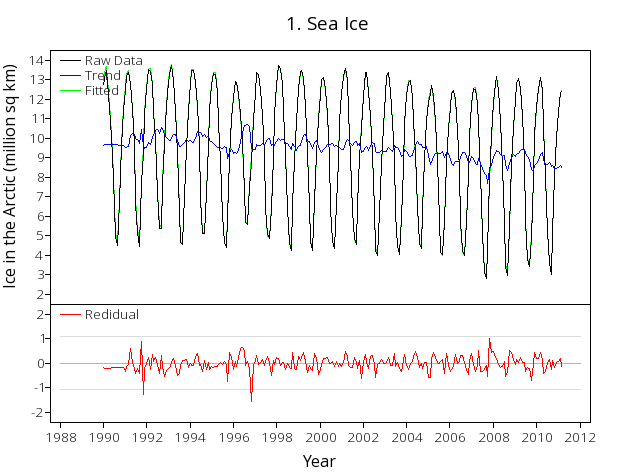 1. Sea Ice
Ice in the Arctic (million sq km)
14
13
12
11
10
9
8
7
6
5
4
3
2
Raw Data
Trend
Fitted
2
1
0
-1
-2
Redidual
1988 1990 1992 1994 1996 1998 2000 2002 2004 2006 2008 2010 2012
Year